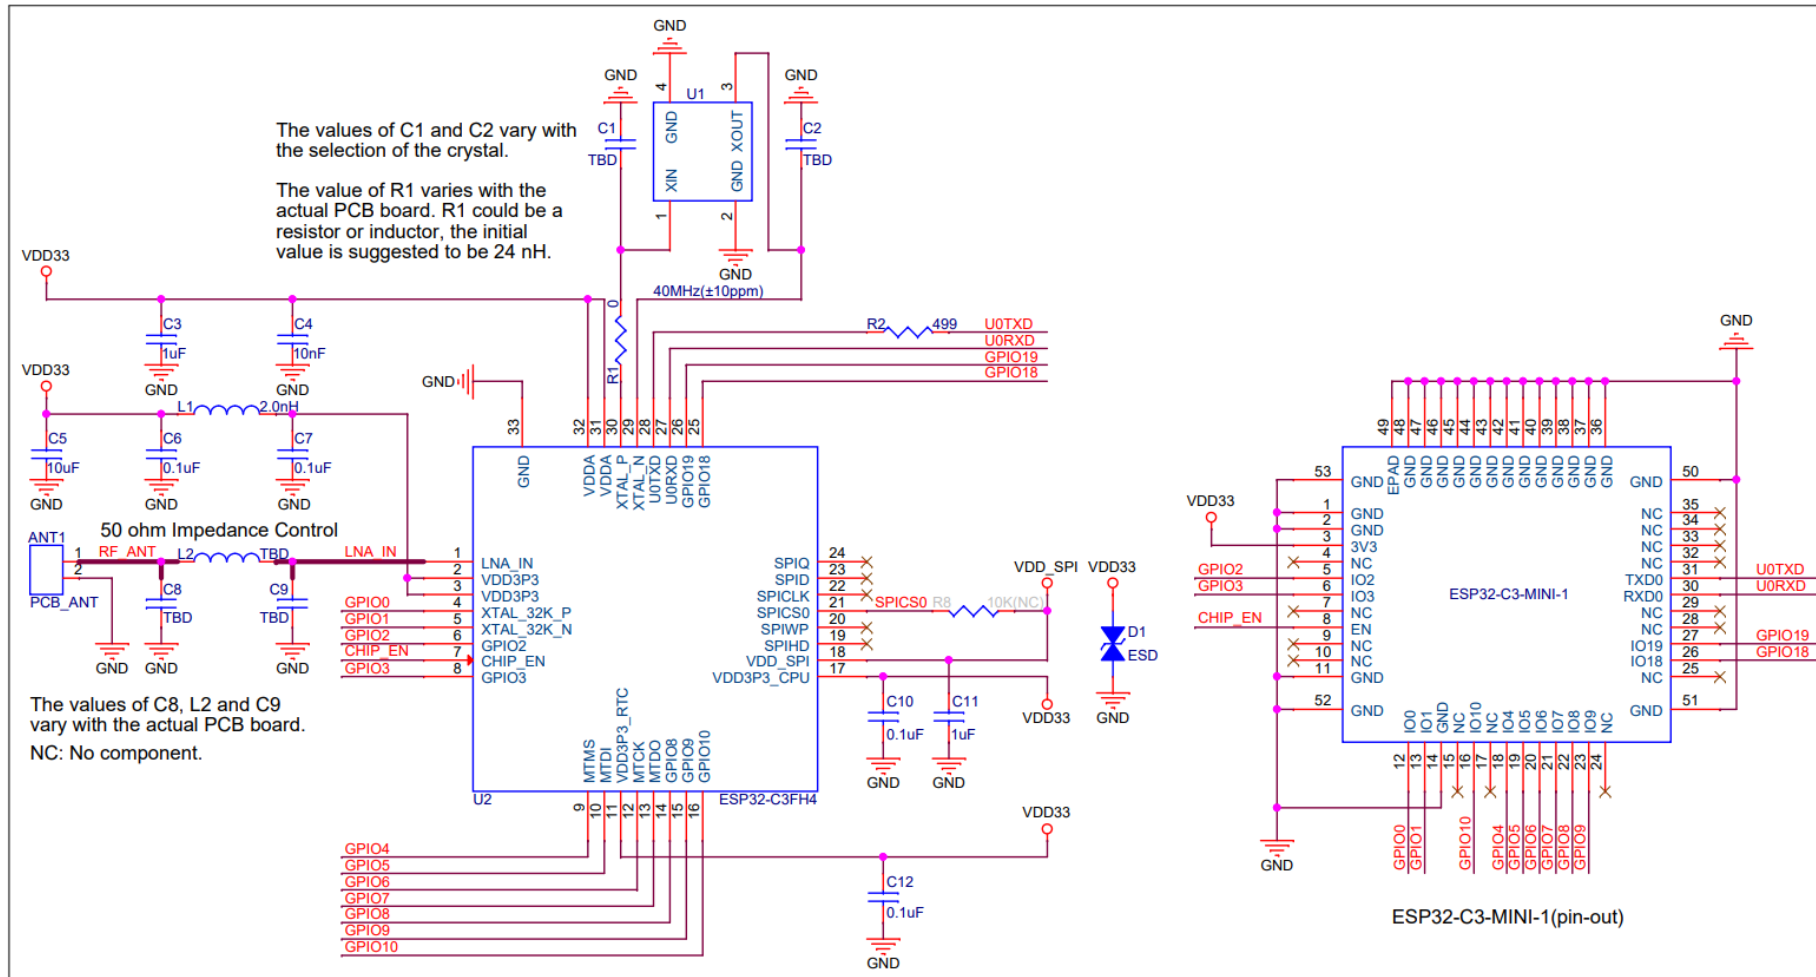 GND
GND
GND
4
3
U1
GND
XOUT
XIN
GND
1
2
GND
C1
TBD
C2
TBD
The values of C1 and C2 vary with
the selection of the crystal.
The value of R1 varies with the
actual PCB board. R1 could be a
resistor or inductor, the initial
value is suggested to be 24 nH.
40MHz(±10ppm)
VDD33
C3
1uF
GND
C4
10nF
GND
0
R1
R2
499
U0TXD
U0RXD
GPIO19
GPIO18
VDD33
L1
2.0nH
C5
10uF
GND
C6
0.1uF
GND
C7
0.1uF
GND
GND
33
32
31
30
29
28
27
26
25
GND
VDDA
VDDA
XTAL_P
XTAL_N
U0TXD
U0RXD
GPIO19
GPIO18
50 ohm Impedance Control
ANT1
1
2
PCB_ANT
RF_ANT
L2
TBD
LNA_IN
C8
TBD
C9
TBD
GND
GND
GND
GPIO0
GPIO1
GPIO2
CHIP_EN
GPIO3
1
2
3
4
5
6
7
8
LNA_IN
VDD3P3
VDD3P3
XTAL_32K_P
XTAL_32K_N
GPIO2
CHIP_EN
GPIO3
SPIQ
SPID
SPICLK
SPICS0
SPIWP
SPIHD
VDD_SPI
VDD3P3_CPU
24
23
22
21
20
19
18
17
SPICS0
R8
10K(NC)
VDD_SPI
VDD33
D1
ESD
GND
The values of C8, L2 and C9
vary with the actual PCB board.
NC: No component.
C10
0.1uF
GND
C11
1uF
GND
VDD33
MTMS
MTDI
VDD3P3_RTC
MTCK
MTDO
GPIO8
GPIO9
GPIO10
U2
ESP32-C3FH4
9
10
11
12
13
14
15
16
GPIO4
GPIO5
GPIO6
GPIO7
GPIO8
GPIO9
GPIO10
VDD33
C12
0.1uF
GND
GND
49
48
47
46
45
44
43
42
41
40
39
38
37
36
EPAD
GND
GND
GND
GND
GND
GND
GND
GND
GND
GND
GND
GND
GND
VDD33
GPIO2
GPIO3
CHIP_EN
53
1
2
3
4
5
6
7
8
9
10
11
52
GND
GND
GND
3V3
NC
IO2
IO3
NC
EN
NC
NC
GND
GND
ESP32-C3-MINI-1
GND
NC
NC
NC
NC
TXD0
RXD0
NC
NC
IO19
IO18
NC
GND
50
35
34
33
32
31
30
29
28
27
26
25
51
U0TXD
U0RXD
GPIO19
GPIO18
IO0
IO1
GND
NC
IO10
NC
IO4
IO5
IO6
IO7
IO8
IO9
NC
12
13
14
15
16
17
18
19
20
21
22
23
24
GPIO0
GPIO1
GPIO10
GPIO4
GPIO5
GPIO6
GPIO7
GPIO8
GPIO9
GND
ESP32-C3-MINI-1(pin-out)